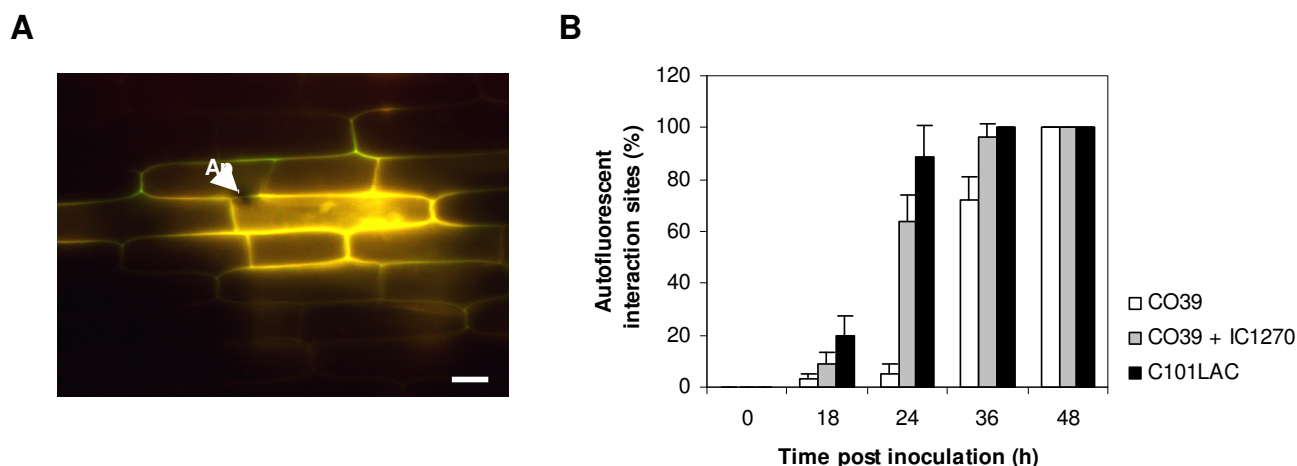 A
B
Ap
Autofluorescent
interaction sites (%)
120
100
80
60
40
20
0
0 18 24 36 48
Time post inoculation (h)
CO39
CO39 + IC1270
C101LAC